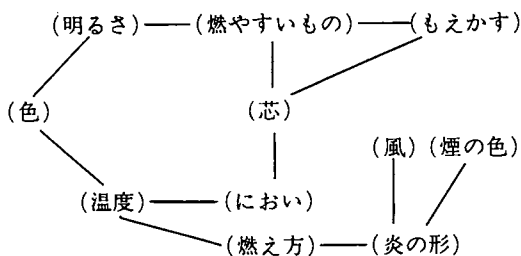 (明るさ) (燃やすいもの) (もえかす)
(色) (芯)
(風) (煙の色)
(温度) (におい)
(燃え方) (炎の形)